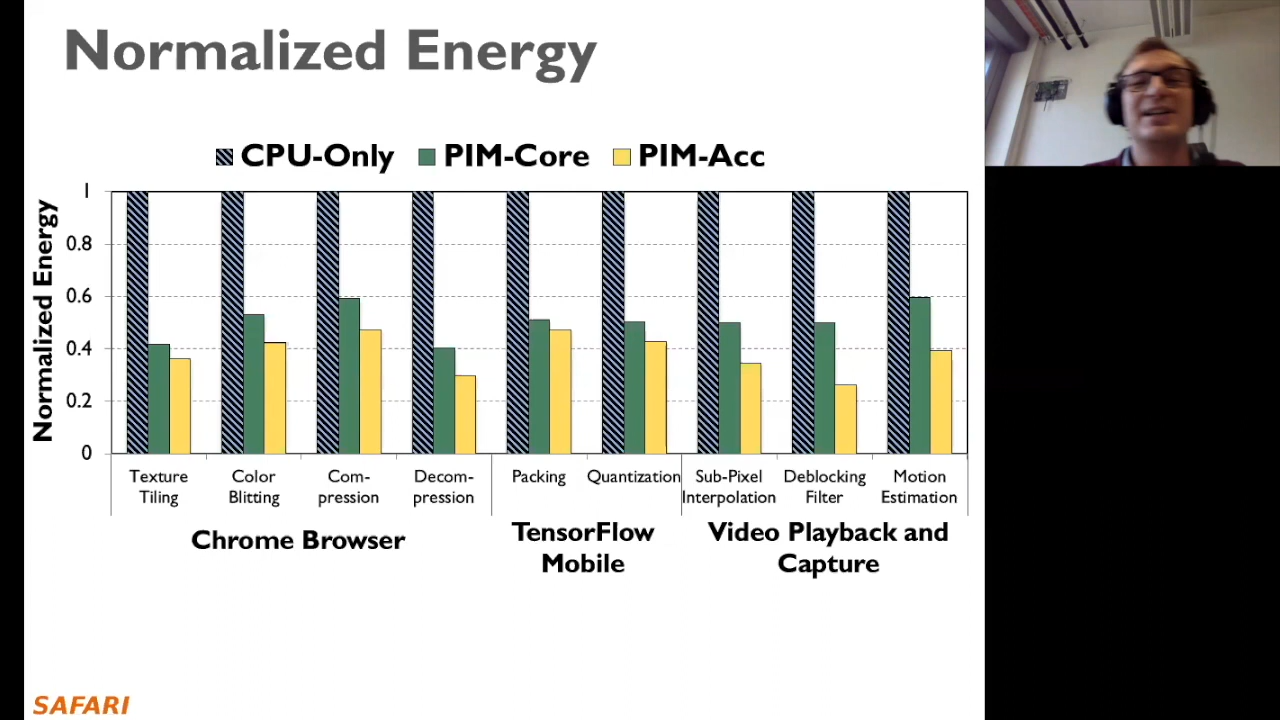 Normalized Energy
CPU-Only PIM-Core PIM-Acc
Normalized Energy
1
0.8
0.6
0.4
0.2
0
Texture Tiling
Color Blitting
Com-pression
Decom-pression
Packing
Quantization
Sub-Pixel Interpolation
Deblocking Filter
Motion Estimation
Chrome Browser
TensorFlow Mobile
Video Playback and Capture
SAFARI